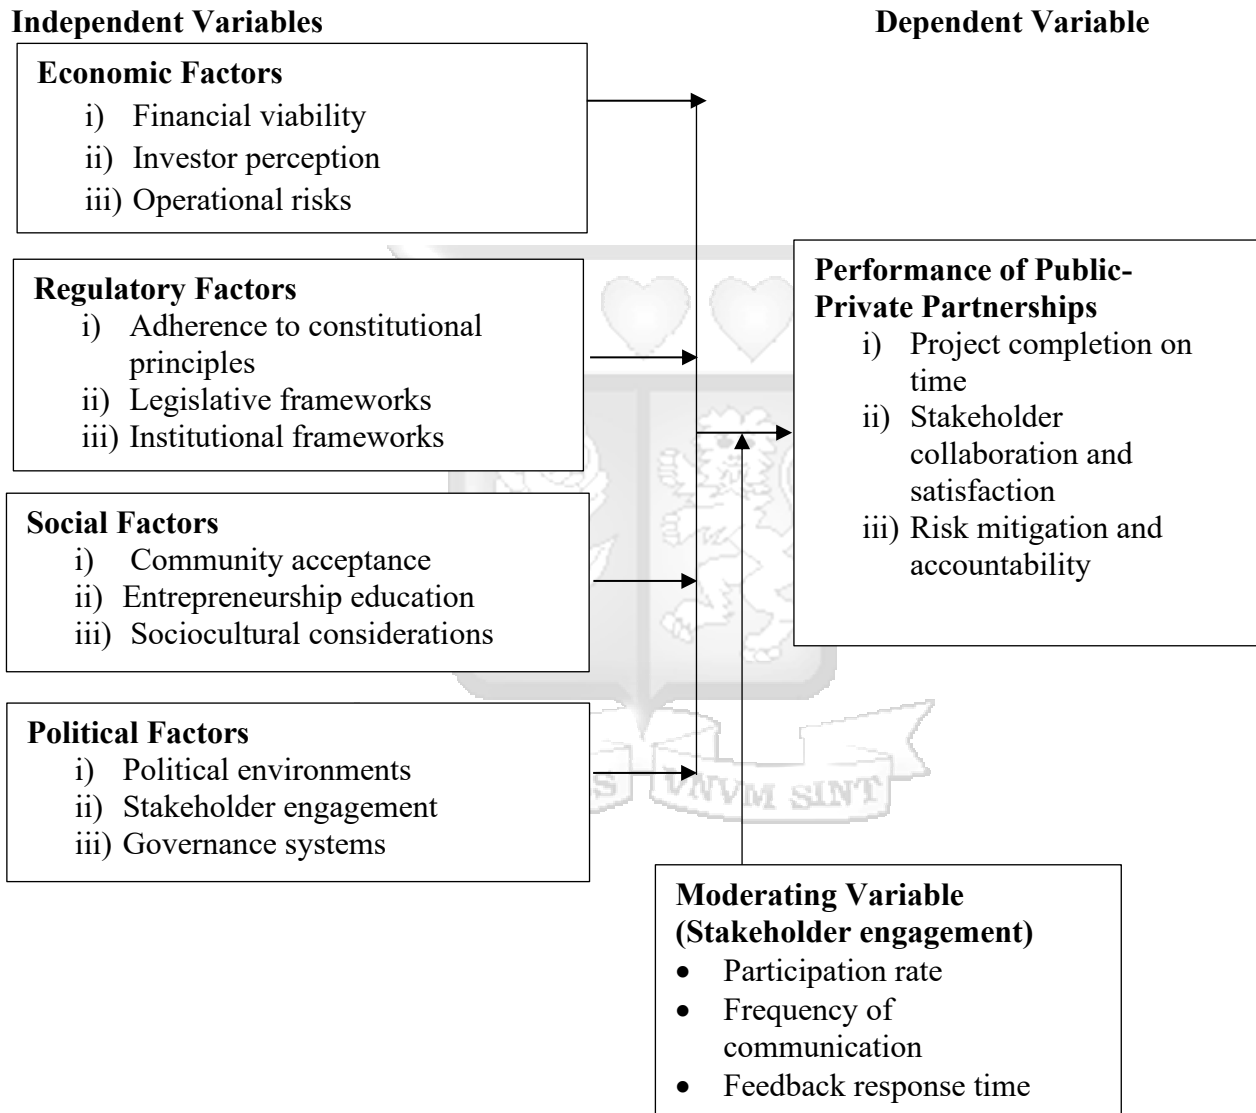 Independent Variables
Dependent Variable
Economic Factors
i) Financial viability
ii) Investor perception
iii) Operational risks
Regulatory Factors
i) Adherence to constitutional
principles
ii) Legislative frameworks
iii) Institutional frameworks
Social Factors
i) Community acceptance
ii) Entrepreneurship education
iii) Sociocultural considerations
Political Factors
i) Political environments
ii) Stakeholder engagement
iii) Governance systems
Performance of Public-
Private Partnerships
i) Project completion on
time
ii) Stakeholder
collaboration and
satisfaction
iii) Risk mitigation and
accountability
Moderating Variable
(Stakeholder engagement)
• Participation rate
• Frequency of
communication
• Feedback response time
VNVM SINT